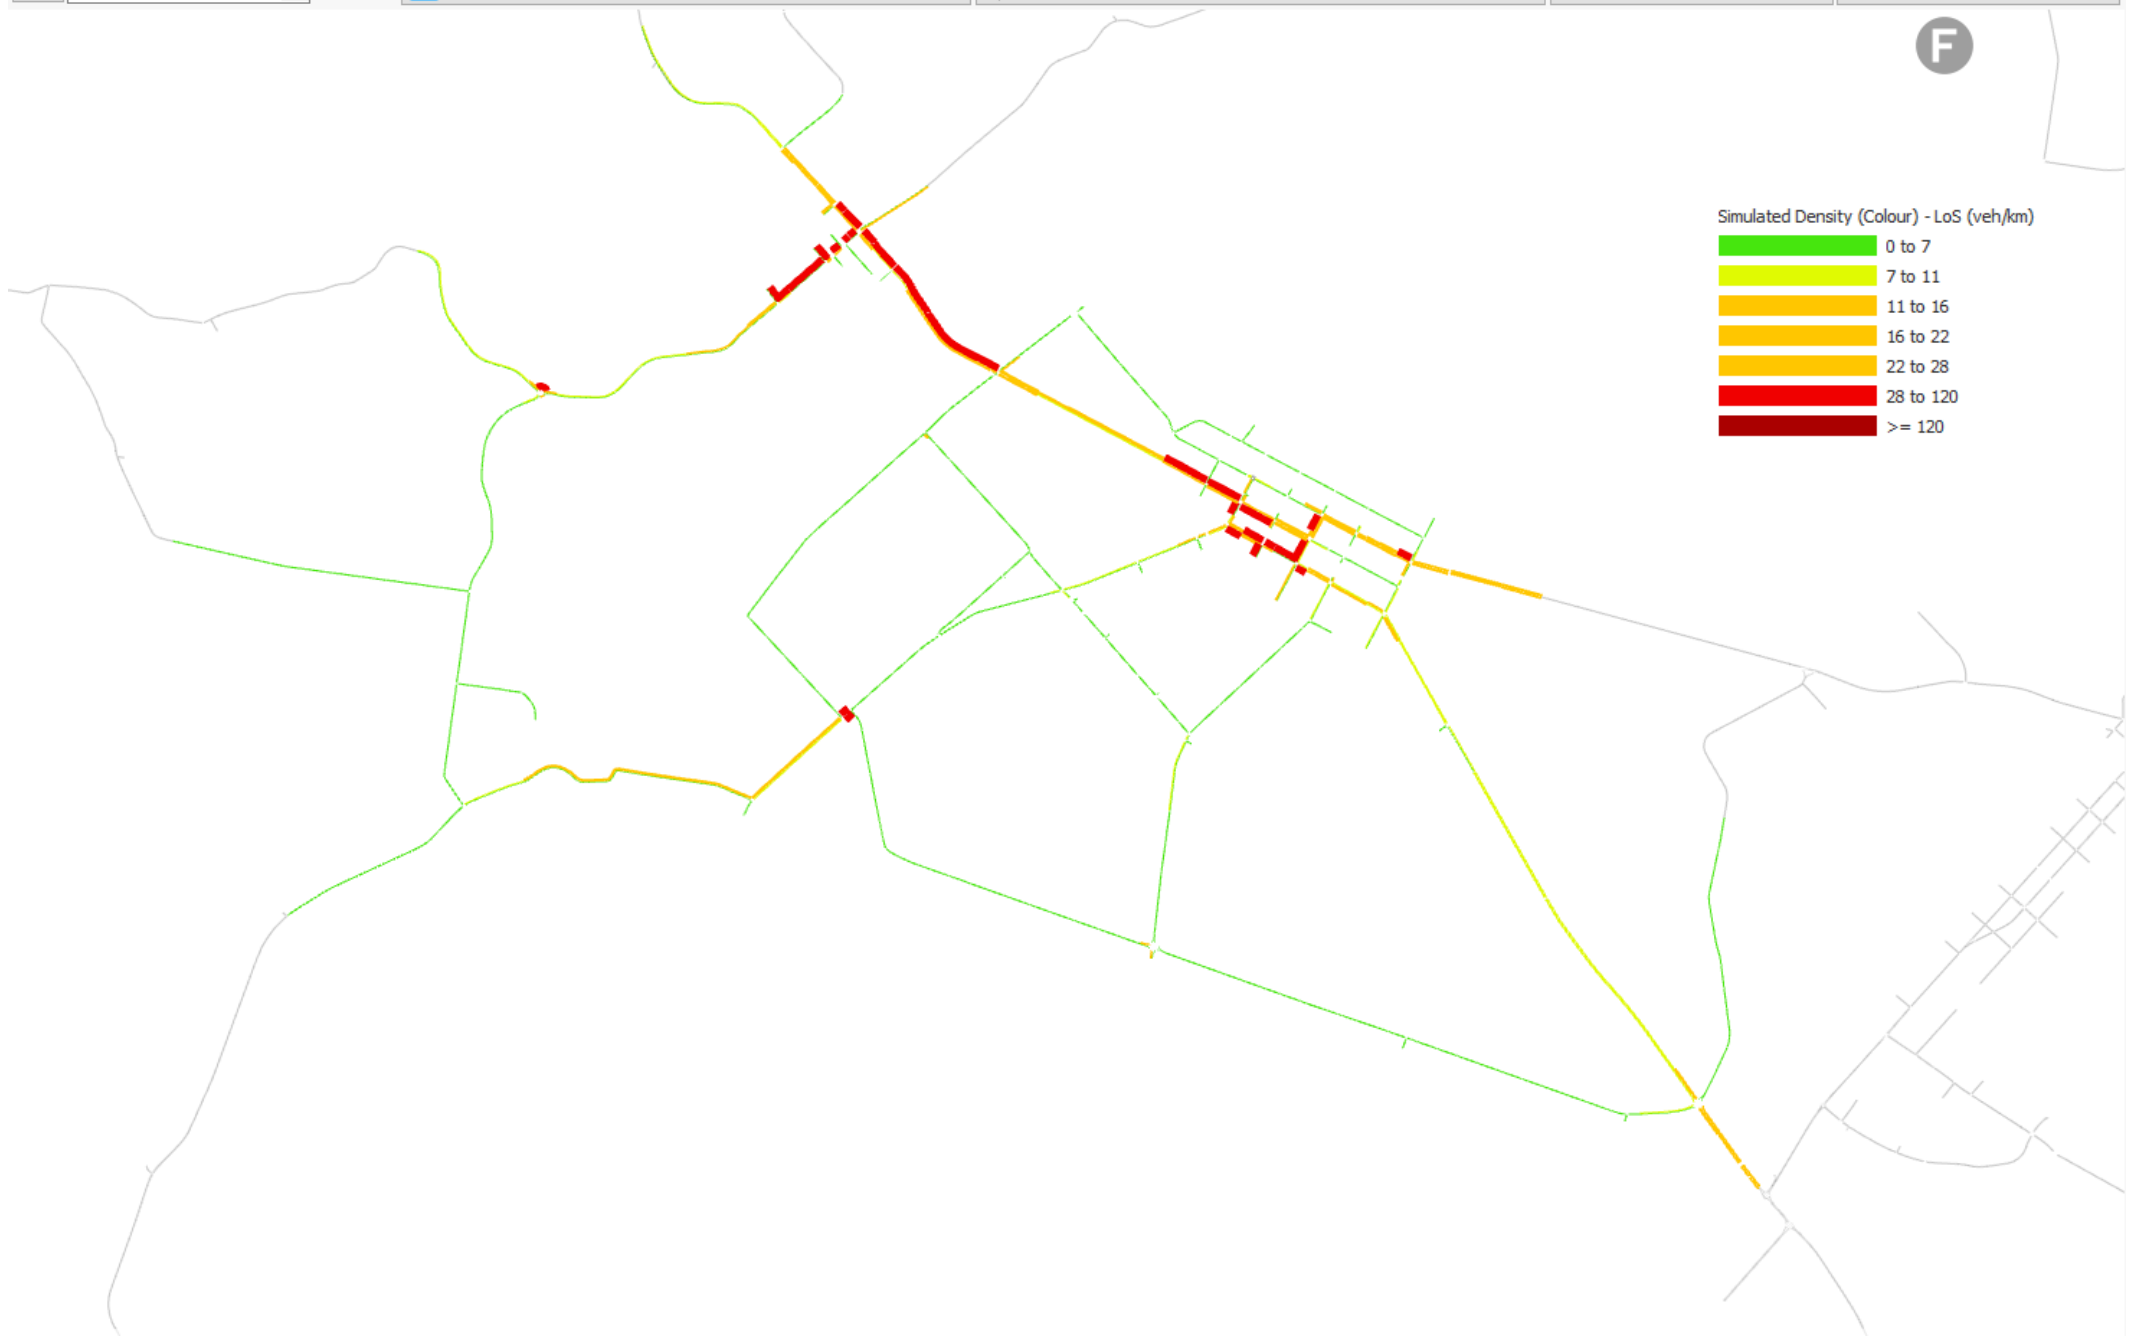 F
Simulated Density (Colour) - LoS (veh/km)
0 to 7
7 to 11
11 to 16
16 to 22
22 to 28
28 to 120
>= 120